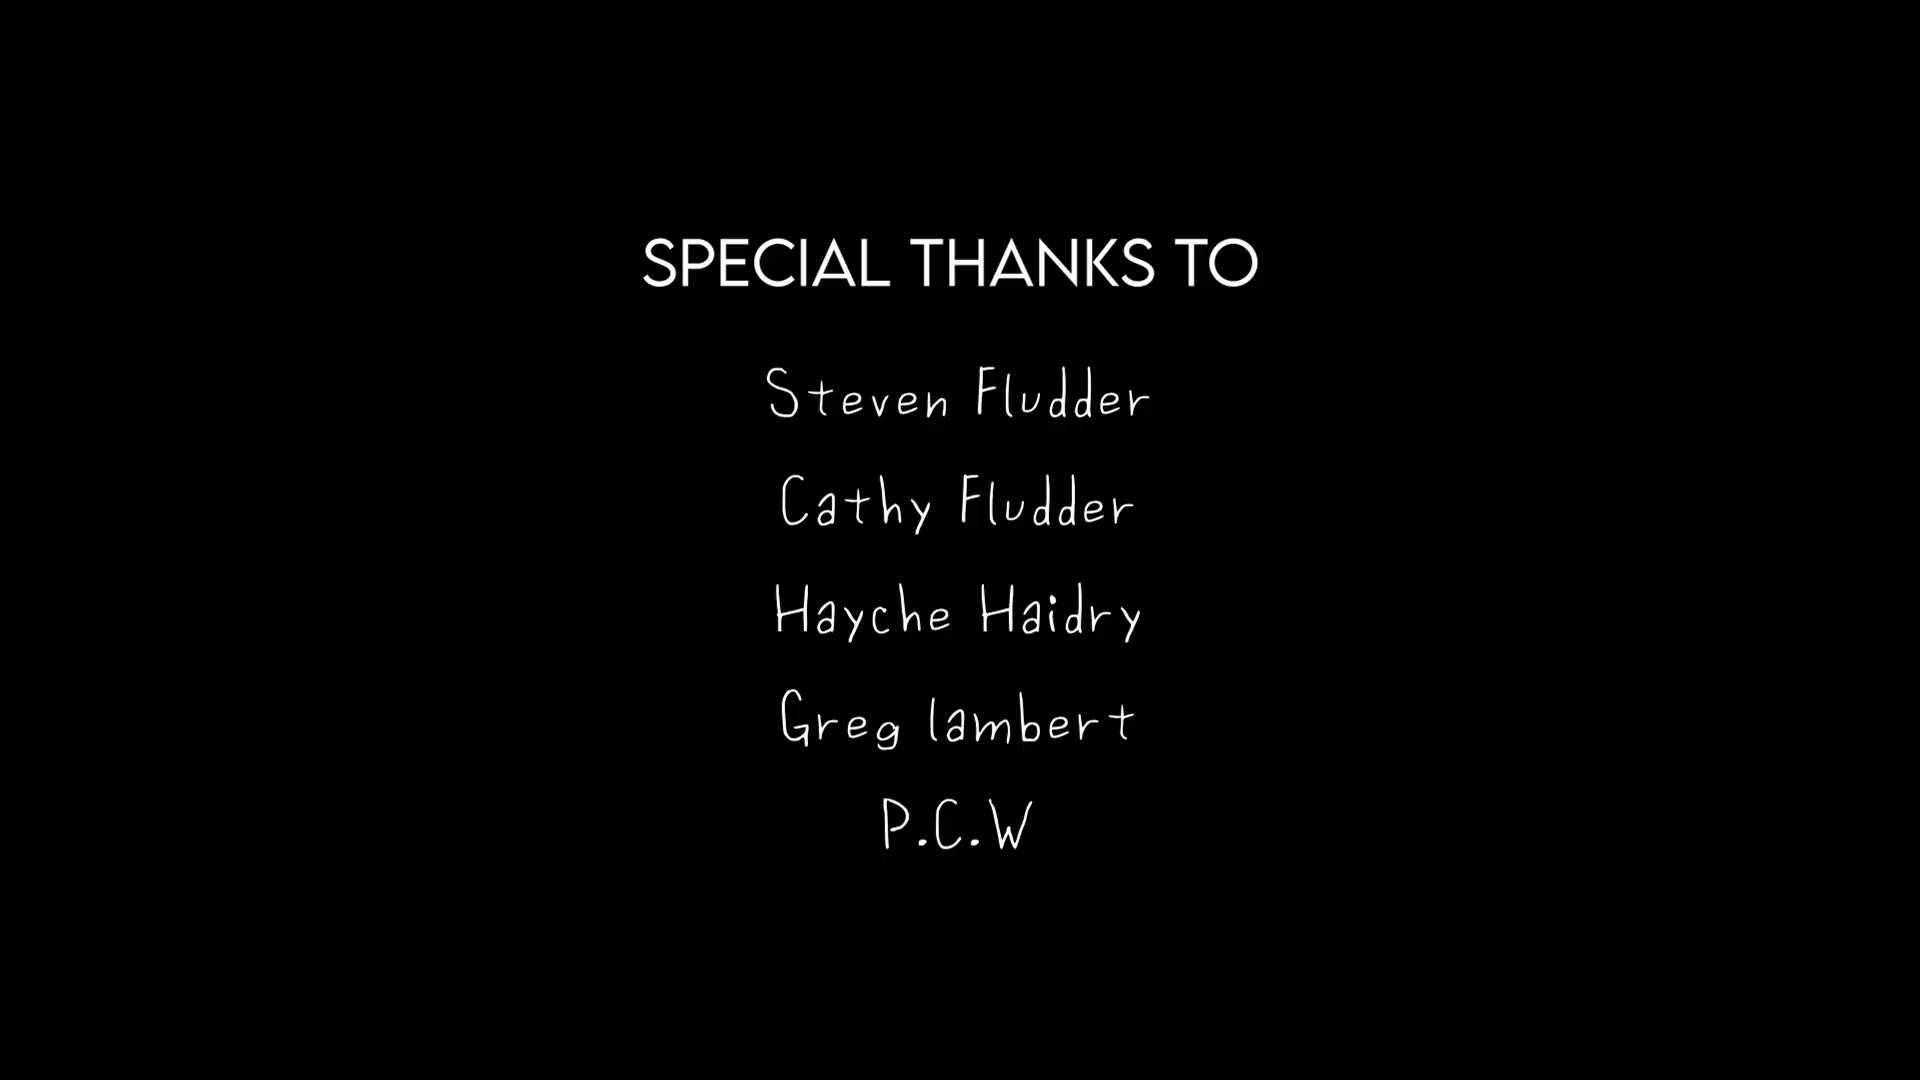 SPECIAL THANKS TO
Steven Fludder
Cathy Fludder
Hayche Haidry
Greg lambert
P.C.W